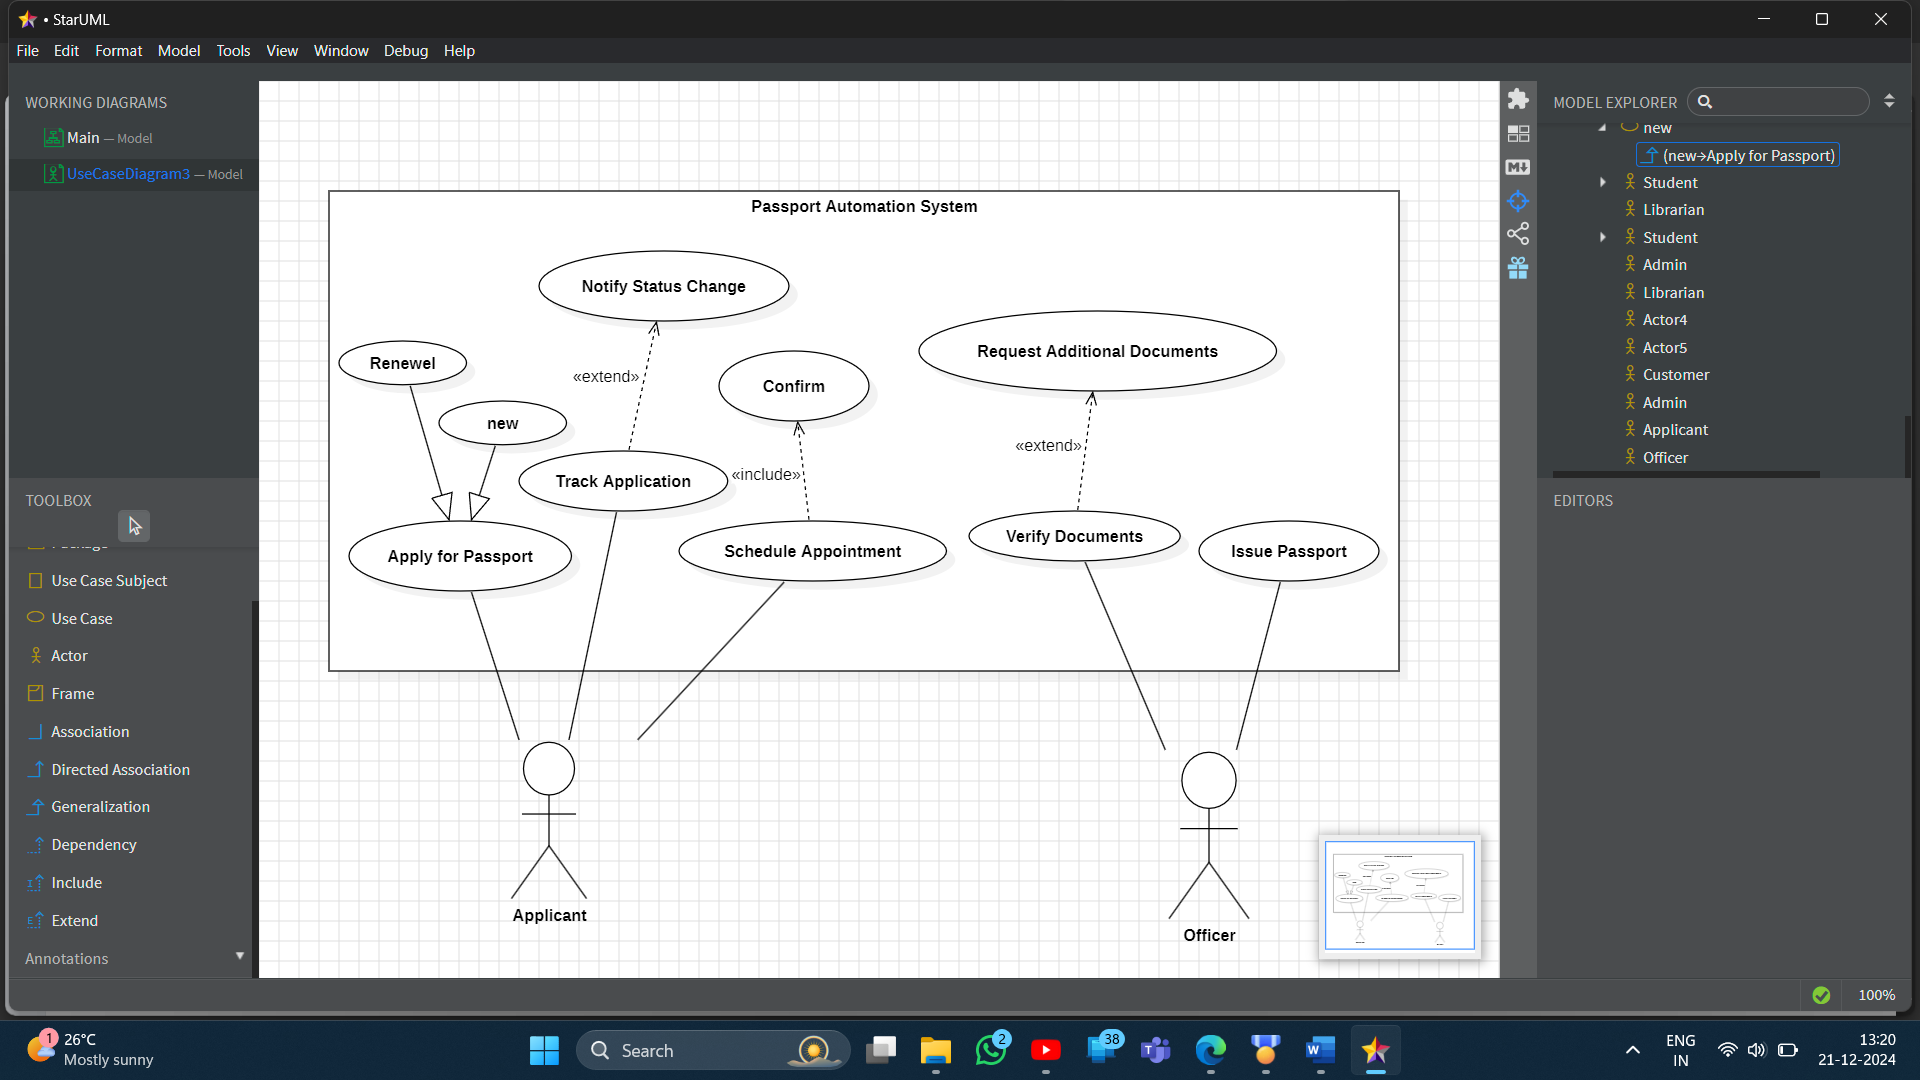 • StarUML
File Edit Format Model Tools View Window Debug Help
WORKING DIAGRAMS
Main — Model
UseCaseDiagram3 — Model
TOOLBOX
Package
Use Case Subject
Use Case
Actor
Frame
Association
Directed Association
Generalization
Dependency
Include
Extend
Annotations
Passport Automation System
Notify Status Change
Renewel
«extend»
Confirm
Request Additional Documents
new
Track Application
«include»
«extend»
Apply for Passport
Schedule Appointment
Verify Documents
Issue Passport
Applicant
Officer
MODEL EXPLORER
new
(new→Apply for Passport)
Student
Librarian
Student
Admin
Librarian
Actor4
Actor5
Customer
Admin
Applicant
Officer
EDITORS
100%
1
26°C
Mostly sunny
Search
2
38
ENG
IN
13:20
21-12-2024